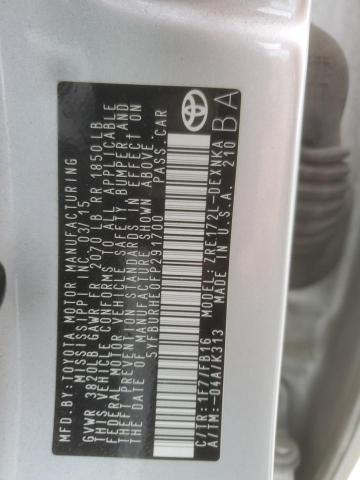 MFD. BY: TOYOTA MOTOR MANUFACTURING
MISSISSIPPI INC. 03/15
GVWR 3820LB GAWR FR 2070LB RR 1850LB
THIS VEHICLE CONFORMS TO ALL APPLICABLE
FEDERAL MOTOR VEHICLE SAFETY, BUMPER, AND
THEFT PREVENTION STANDARDS IN EFFECT ON
THE DATE OF MANUFACTURE SHOWN ABOVE.
5YFBURHE0FP291700 PASS. CAR
C/TR: 1F7/FB16
A/TM: -04A/K313
MODEL: ZRE172L-DEXNKA
MADE IN U.S.A. 210
BA
TOYOTA